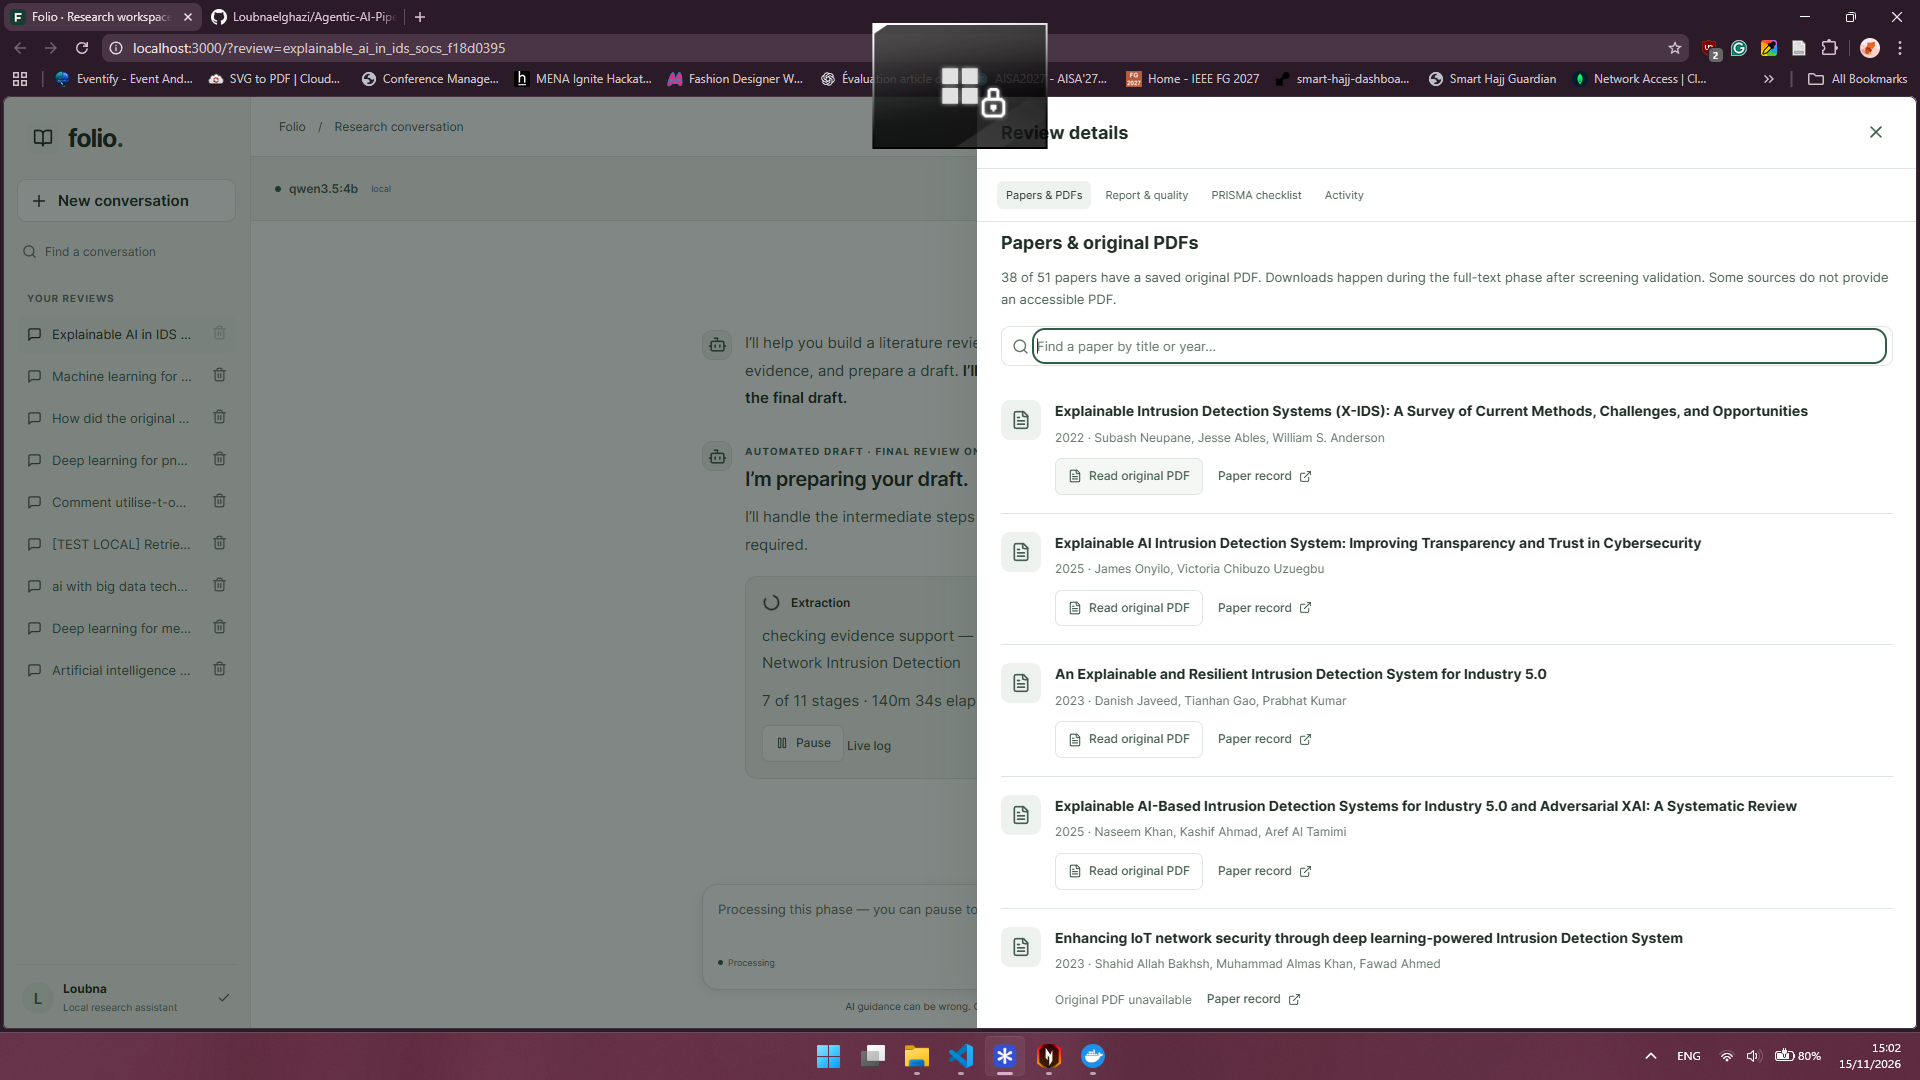 Folio · Research workspace
Loubnaelghazi/Agentic-AI-Pip
localhost:3000/?review=explainable_ai_in_ids_socs_f18d0395
2
Eventify - Event And...
SVG to PDF | Cloud...
Conference Manage...
MENA Ignite Hackat...
Fashion Designer W...
Évaluation article d
AISA2027 - AISA'27...
Home - IEEE FG 2027
smart-hajj-dashboa...
Smart Hajj Guardian
Network Access | Cl...
All Bookmarks
folio.
New conversation
Find a conversation
YOUR REVIEWS
Explainable AI in IDS ...
Machine learning for ...
How did the original ...
Deep learning for pn...
Comment utilise-t-o...
[TEST LOCAL] Retrie...
ai with big data tech...
Deep learning for me...
Artificial intelligence ...
L
Loubna
Local research assistant
Folio / Research conversation
qwen3.5:4b local
I'll help you build a literature revie
evidence, and prepare a draft. I'll
the final draft.
AUTOMATED DRAFT · FINAL REVIEW ON
I'm preparing your draft.
I'll handle the intermediate steps
required.
Extraction
checking evidence support —
Network Intrusion Detection
7 of 11 stages · 140m 34s elap
Pause
Live log
Processing this phase — you can pause to
Processing
AI guidance can be wrong.
Review details
Papers & PDFs
Report & quality
PRISMA checklist
Activity
Papers & original PDFs
38 of 51 papers have a saved original PDF. Downloads happen during the full-text phase after screening validation. Some sources do not provide
an accessible PDF.
Find a paper by title or year...
Explainable Intrusion Detection Systems (X-IDS): A Survey of Current Methods, Challenges, and Opportunities
2022 · Subash Neupane, Jesse Ables, William S. Anderson
Read original PDF
Paper record
Explainable AI Intrusion Detection System: Improving Transparency and Trust in Cybersecurity
2025 · James Onyilo, Victoria Chibuzo Uzuegbu
Read original PDF
Paper record
An Explainable and Resilient Intrusion Detection System for Industry 5.0
2023 · Danish Javeed, Tianhan Gao, Prabhat Kumar
Read original PDF
Paper record
Explainable AI-Based Intrusion Detection Systems for Industry 5.0 and Adversarial XAI: A Systematic Review
2025 · Naseem Khan, Kashif Ahmad, Aref Al Tamimi
Read original PDF
Paper record
Enhancing IoT network security through deep learning-powered Intrusion Detection System
2023 · Shahid Allah Bakhsh, Muhammad Almas Khan, Fawad Ahmed
Original PDF unavailable
Paper record
ENG
80%
15:02
15/11/2026